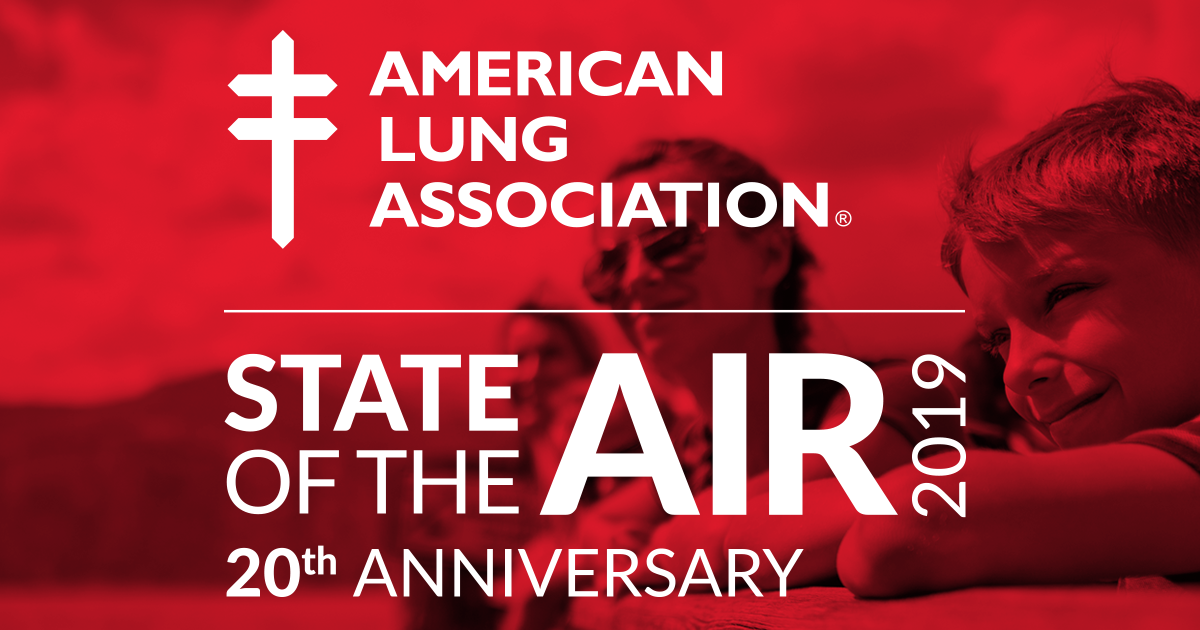 AMERICAN
LUNG
ASSOCIATION®
STATE
OF THE
AIR
2019
20th ANNIVERSARY